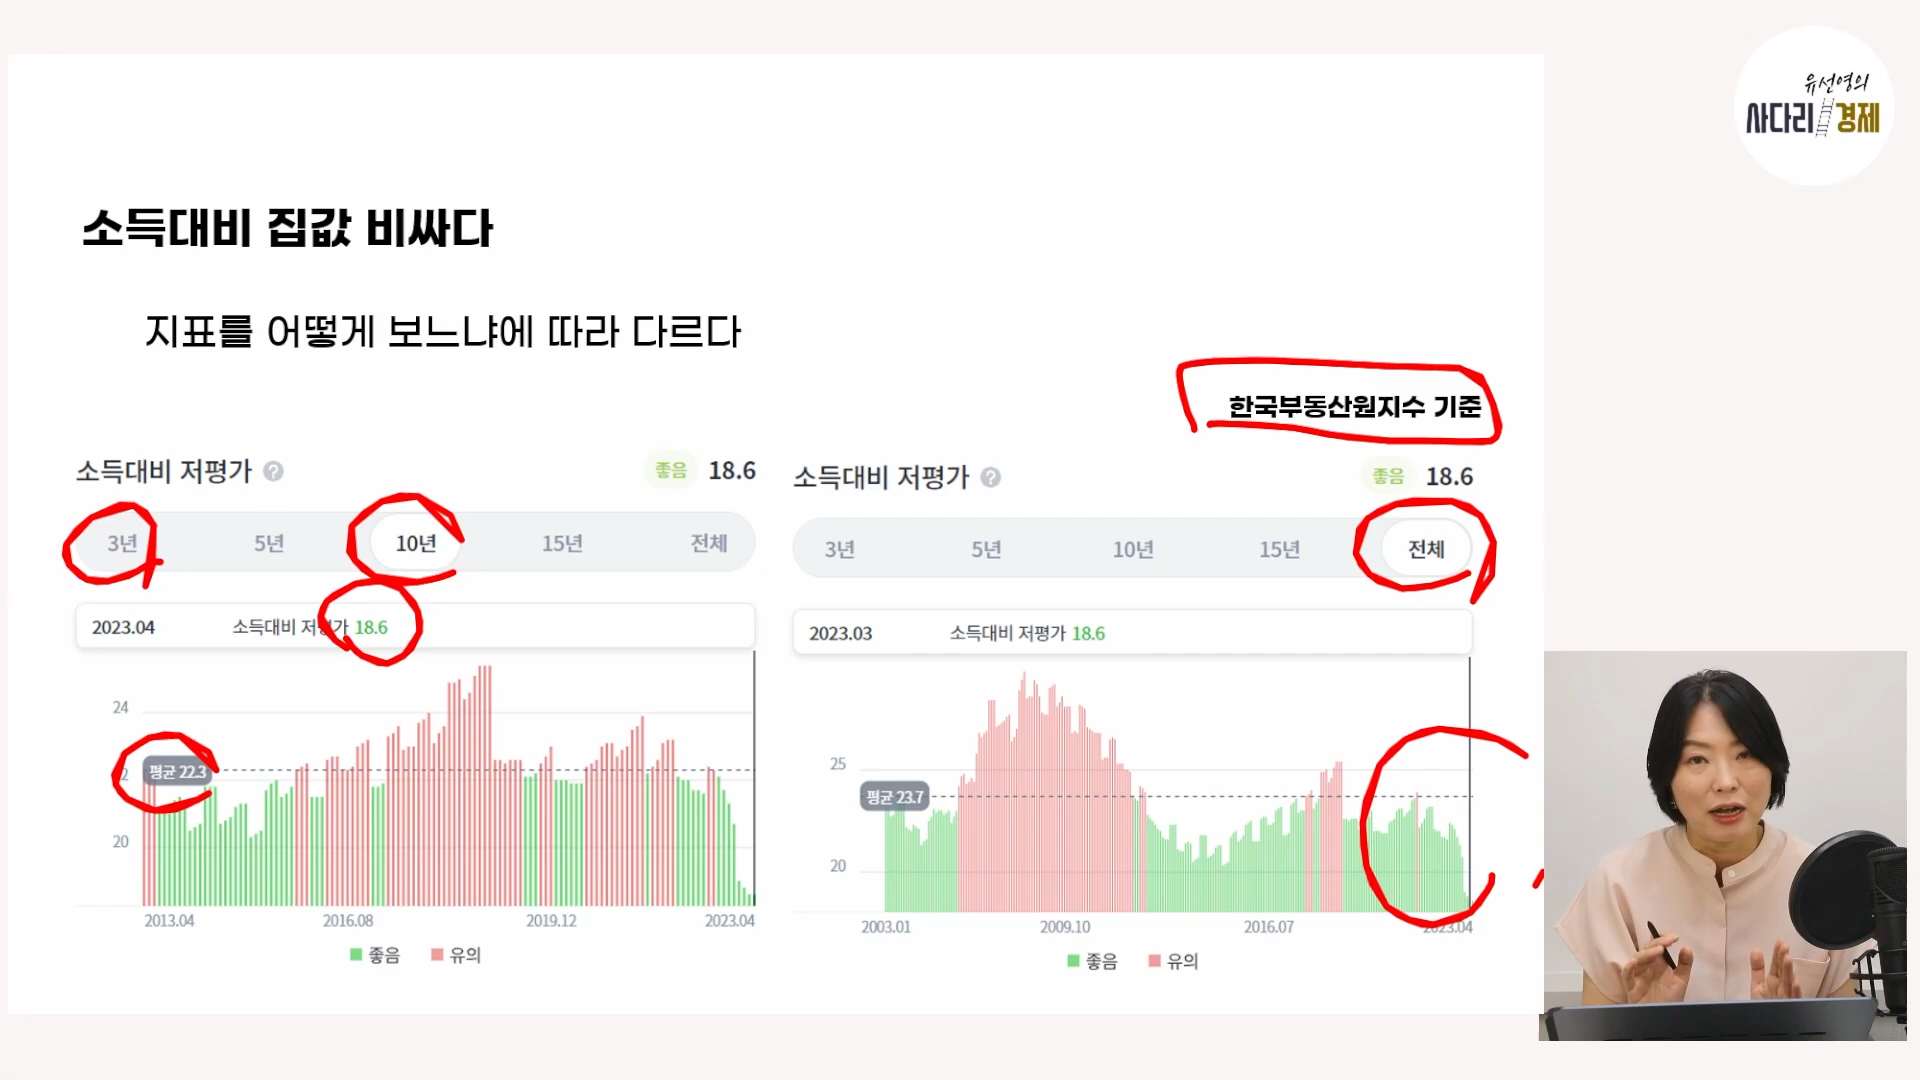 유선영의
사다리 경제
소득대비 집값 비싸다
지표를 어떻게 보느냐에 따라 다르다
한국부동산원지수 기준
소득대비 저평가 ? 좋음 18.6
3년 5년 10년 15년 전체
2023.04 소득대비 저평가 18.6
24
평균 22.3
20
2013.04 2016.08 2019.12 2023.04
좋음 유의
소득대비 저평가 ? 좋음 18.6
3년 5년 10년 15년 전체
2023.03 소득대비 저평가 18.6
25
평균 23.7
20
2003.01 2009.10 2016.07 2023.04
좋음 유의